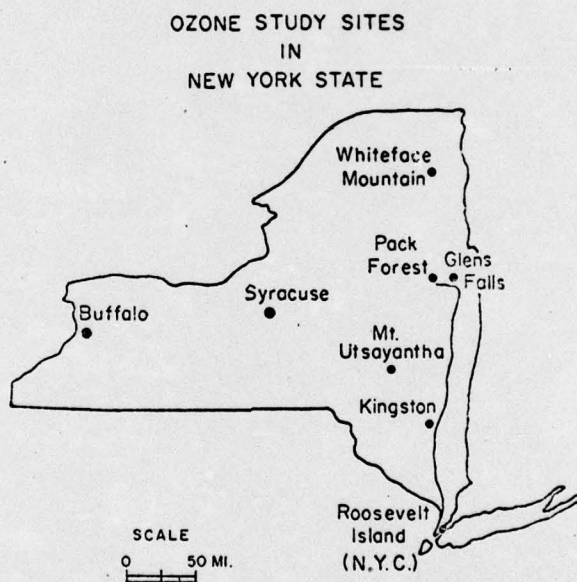 OZONE STUDY SITES
IN
NEW YORK STATE
Whiteface
Mountain
Pack
Forest
Glens
Falls
Syracuse
Buffalo
Mt.
Utsayantha
Kingston
Roosevelt
Island
(N.Y.C.)
SCALE
0 50 MI.